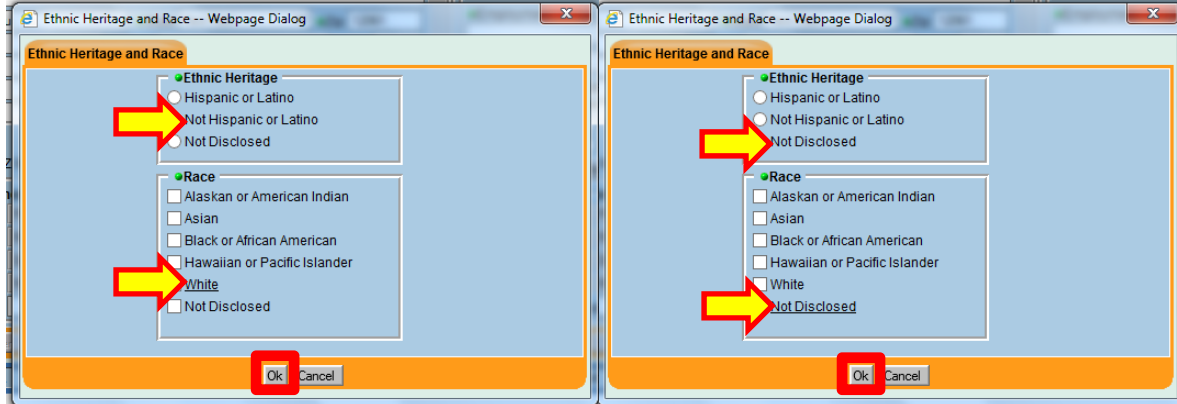 Ethnic Heritage and Race -- Webpage Dialog
Ethnic Heritage and Race
Ethnic Heritage
Hispanic or Latino
Not Hispanic or Latino
Not Disclosed
Race
Alaskan or American Indian
Asian
Black or African American
Hawaiian or Pacific Islander
White
Not Disclosed
Ok Cancel
Ethnic Heritage and Race -- Webpage Dialog
Ethnic Heritage and Race
Ethnic Heritage
Hispanic or Latino
Not Hispanic or Latino
Not Disclosed
Race
Alaskan or American Indian
Asian
Black or African American
Hawaiian or Pacific Islander
White
Not Disclosed
Ok Cancel